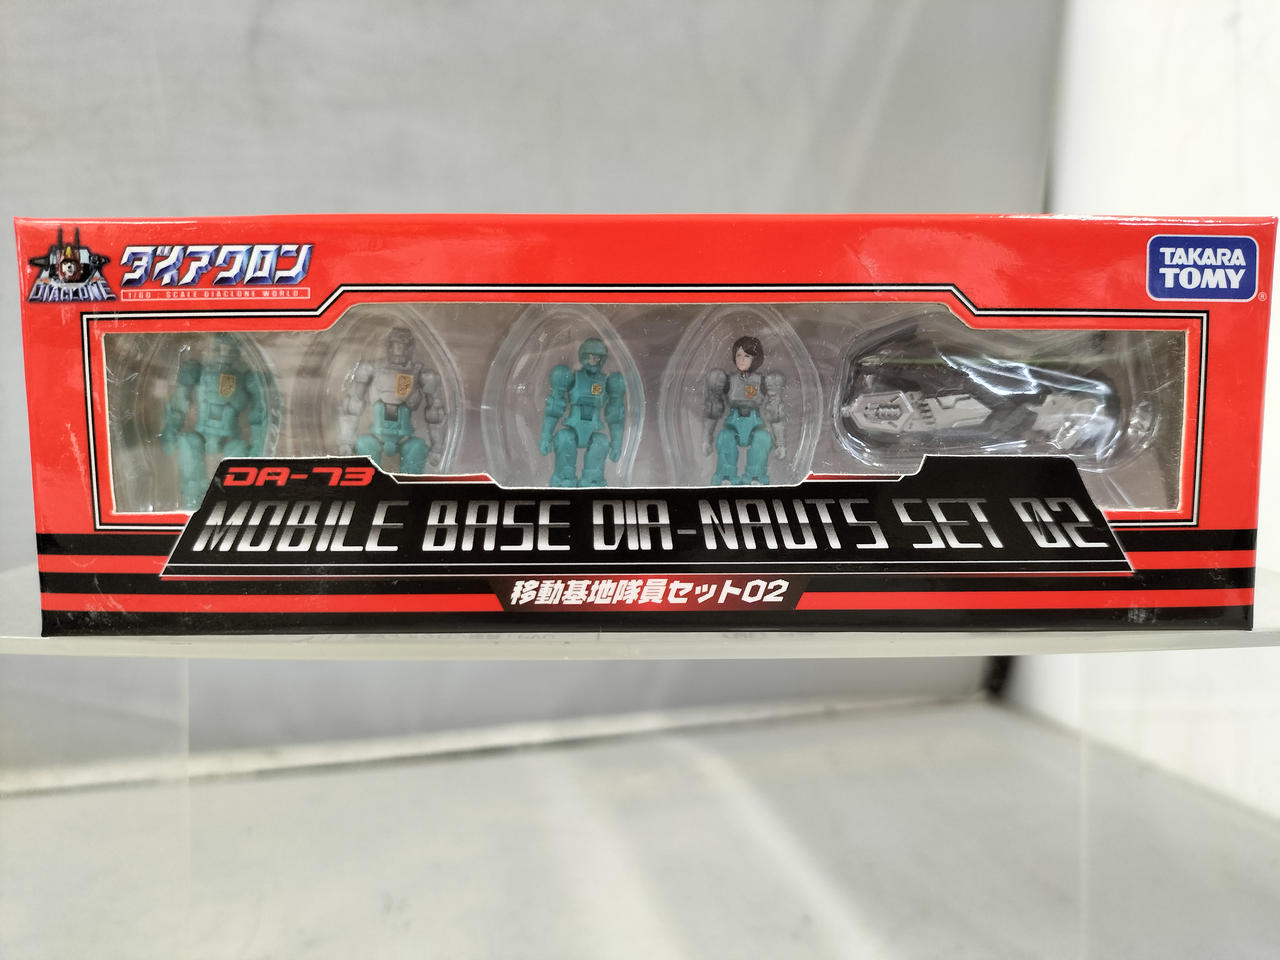 DIACLONE
ダイアクロン
1/60 : SCALE DIACLONE WORLD
TAKARA
TOMY
®
DA-73
MOBILE BASE DIA-NAUTS SET 02
移動基地隊員セット02